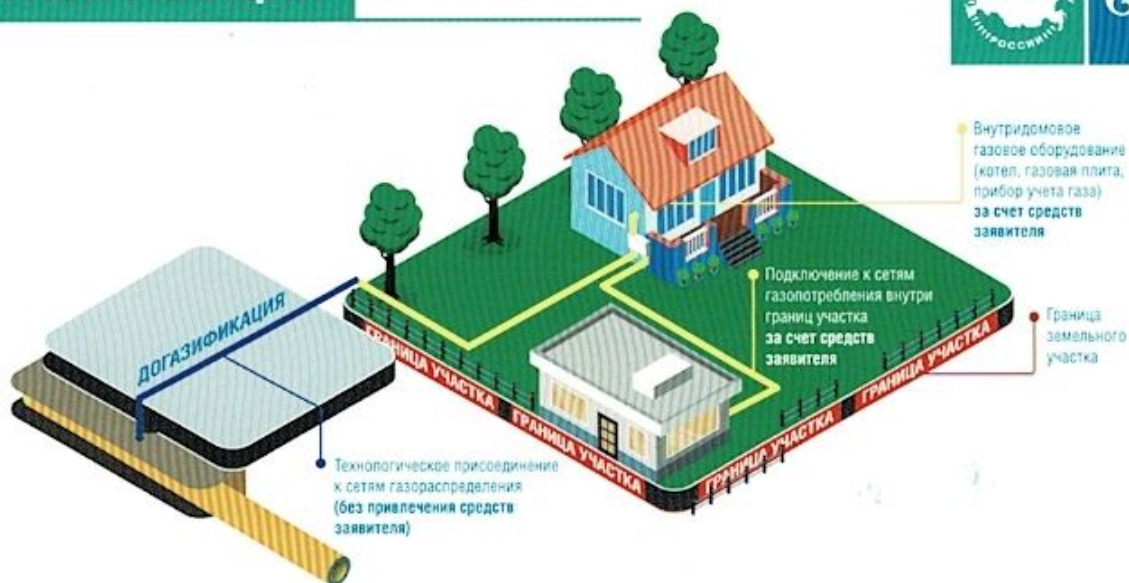 РОССИИ
Внутридомовое
газовое оборудование
(котел, газовая плита,
прибор учета газа)
за счет средств
заявителя
Подключение к сетям
газопотребления внутри
границ участка
за счет средств
заявителя
Граница
земельного
участка
ДОГАЗИФИКАЦИЯ
ГРАНИЦА УЧАСТКА
ГРАНИЦА УЧАСТКА
ГРАНИЦА УЧАСТКА
ГРАНИЦА УЧАСТКА
Технологическое присоединение
к сетям газораспределения
(без привлечения средств
заявителя)